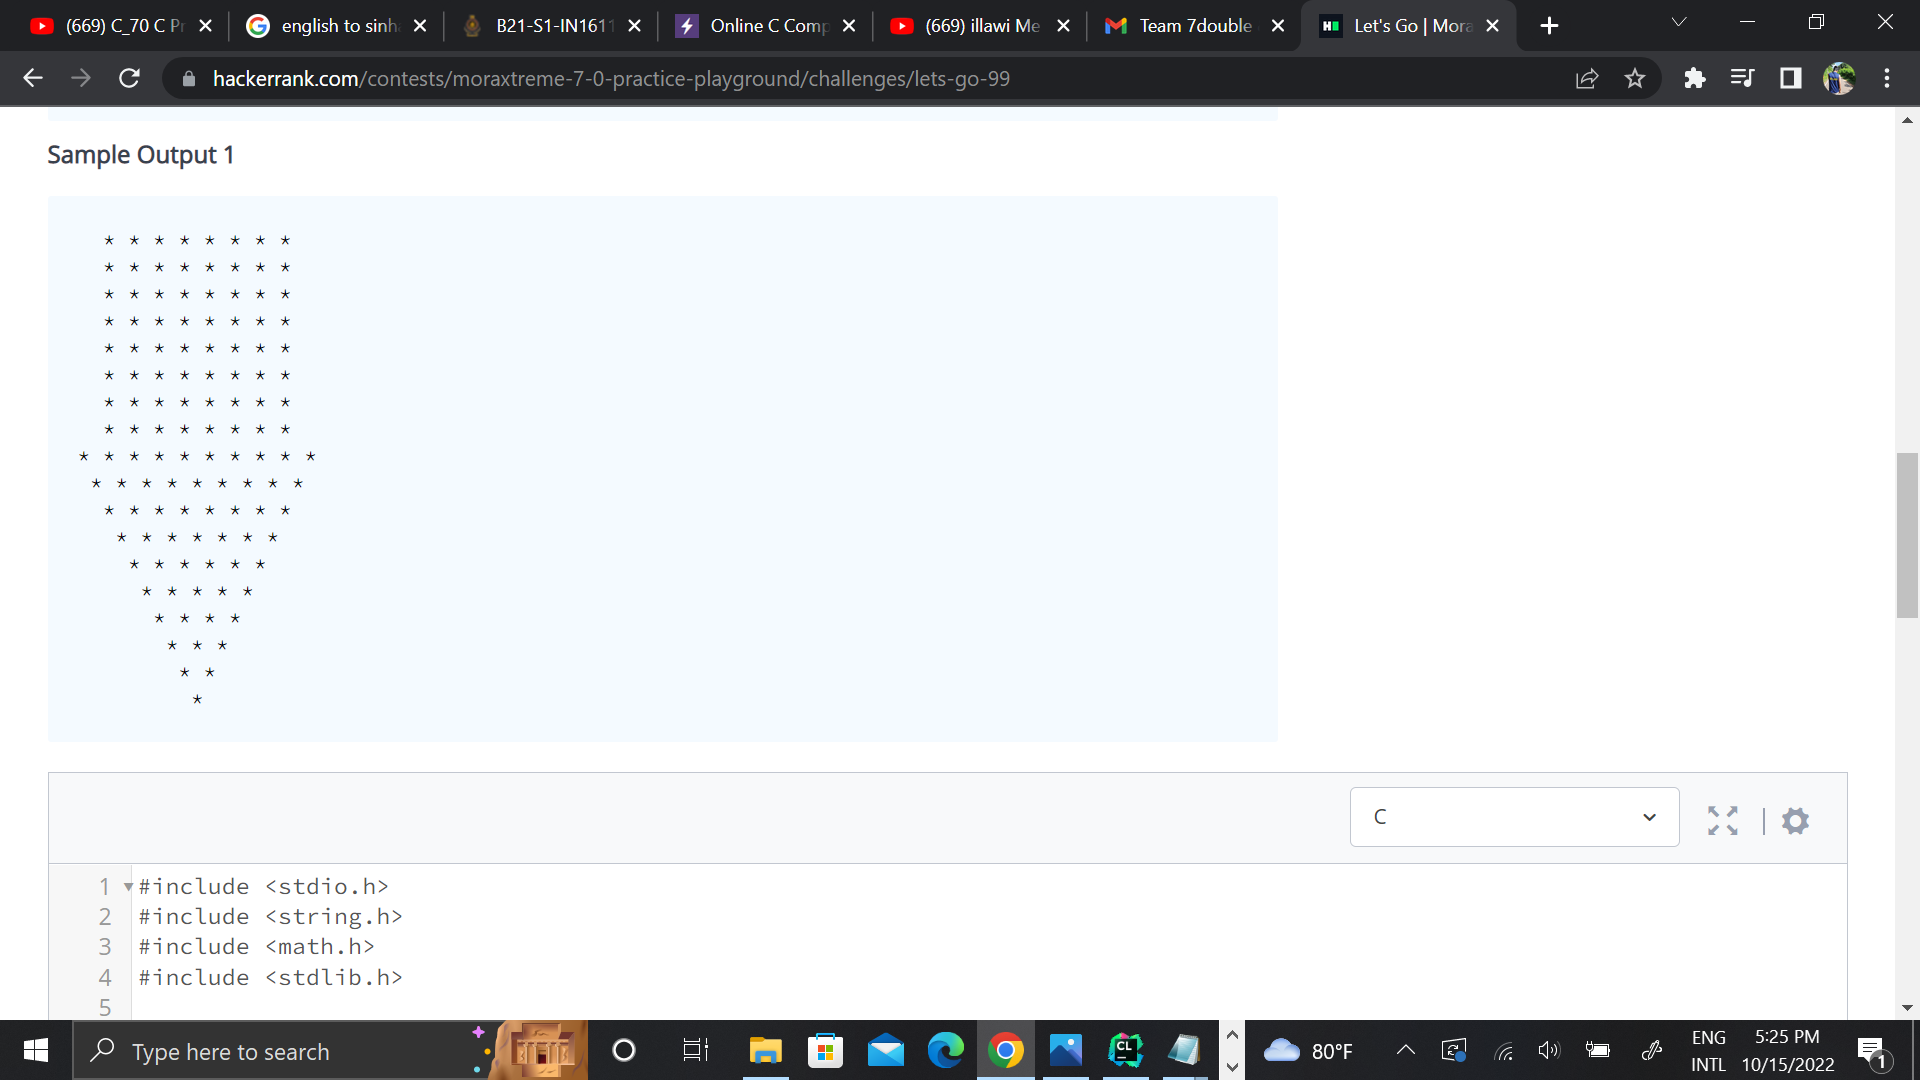 (669) C_70 C Pr
english to sinh
B21-S1-IN1611
Online C Comp
(669) illawi Me
Team 7double
Let's Go | Mora
hackerrank.com/contests/moraxtreme-7-0-practice-playground/challenges/lets-go-99
Sample Output 1
* * * * * * * *
* * * * * * * *
* * * * * * * *
* * * * * * * *
* * * * * * * *
* * * * * * * *
* * * * * * * *
* * * * * * * *
* * * * * * * * * *
* * * * * * * * *
* * * * * * * *
* * * * * * *
* * * * * *
* * * * *
* * * *
* * *
* *
*
C
1 #include <stdio.h>
2 #include <string.h>
3 #include <math.h>
4 #include <stdlib.h>
5
Type here to search
80°F
ENG
INTL
5:25 PM
10/15/2022
1